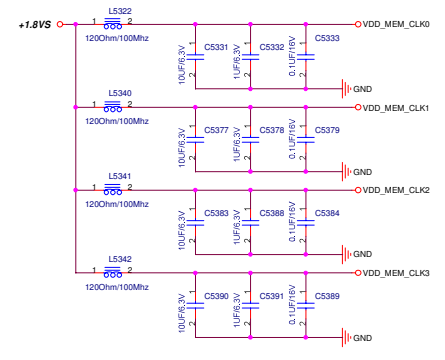 L5322
+1.8VS 1 2 VDD_MEM_CLK0
120Ohm/100Mhz
C5331 C5332 C5333
10UF/6.3V 1 2 1UF/6.3V 1 2 0.1UF/16V 1 2
GND
L5340
1 2 VDD_MEM_CLK1
120Ohm/100Mhz
C5377 C5378 C5379
10UF/6.3V 1 2 1UF/6.3V 1 2 0.1UF/16V 1 2
GND
L5341
1 2 VDD_MEM_CLK2
120Ohm/100Mhz
C5383 C5388 C5384
10UF/6.3V 1 2 1UF/6.3V 1 2 0.1UF/16V 1 2
GND
L5342
1 2 VDD_MEM_CLK3
120Ohm/100Mhz
C5390 C5391 C5389
10UF/6.3V 1 2 1UF/6.3V 1 2 0.1UF/16V 1 2
GND